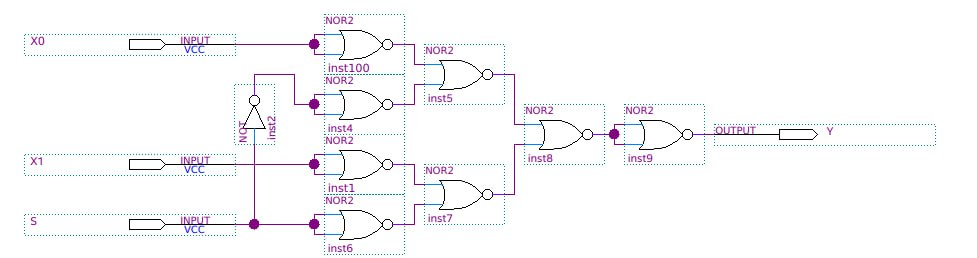 X0
INPUT
VCC
NOR2
inst100
NOR2
inst5
NOR2
inst4
NOT
inst2
NOR2
inst8
NOR2
inst9
OUTPUT
Y
X1
INPUT
VCC
NOR2
inst1
NOR2
inst7
S
INPUT
VCC
NOR2
inst6